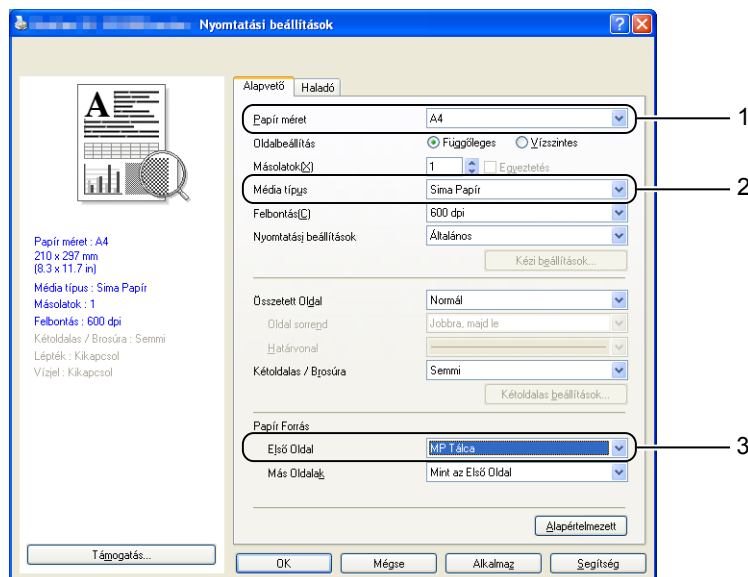 Nyomtatási beállítások
Alapvető Haladó
Papír méret A4 1
Oldalbeállítás Függőleges Vízszintes
Másolatok(X) 1 Egyeztetés
Média típus Sima Papír 2
Felbontás(C) 600 dpi
Nyomtatási beállítások Általános
Kézi beállítások...
Papír méret : A4
210 x 297 mm
(8.3 x 11.7 in)
Média típus : Sima Papír
Másolatok : 1
Felbontás : 600 dpi
Kétoldalas / Brosúra : Semmi
Lépték : Kikapcsol
Vízjel : Kikapcsol
Összetett Oldal Normál
Oldal sorrend Jobbra, majd le
Határvonal
Kétoldalas / Brosúra Semmi
Kétoldalas beállítások...
Papír Forrás
Első Oldal MP Tálca 3
Más Oldalak Mint az Első Oldal
Alapértelmezett
Támogatás...
OK Mégse Alkalmaz Segítség